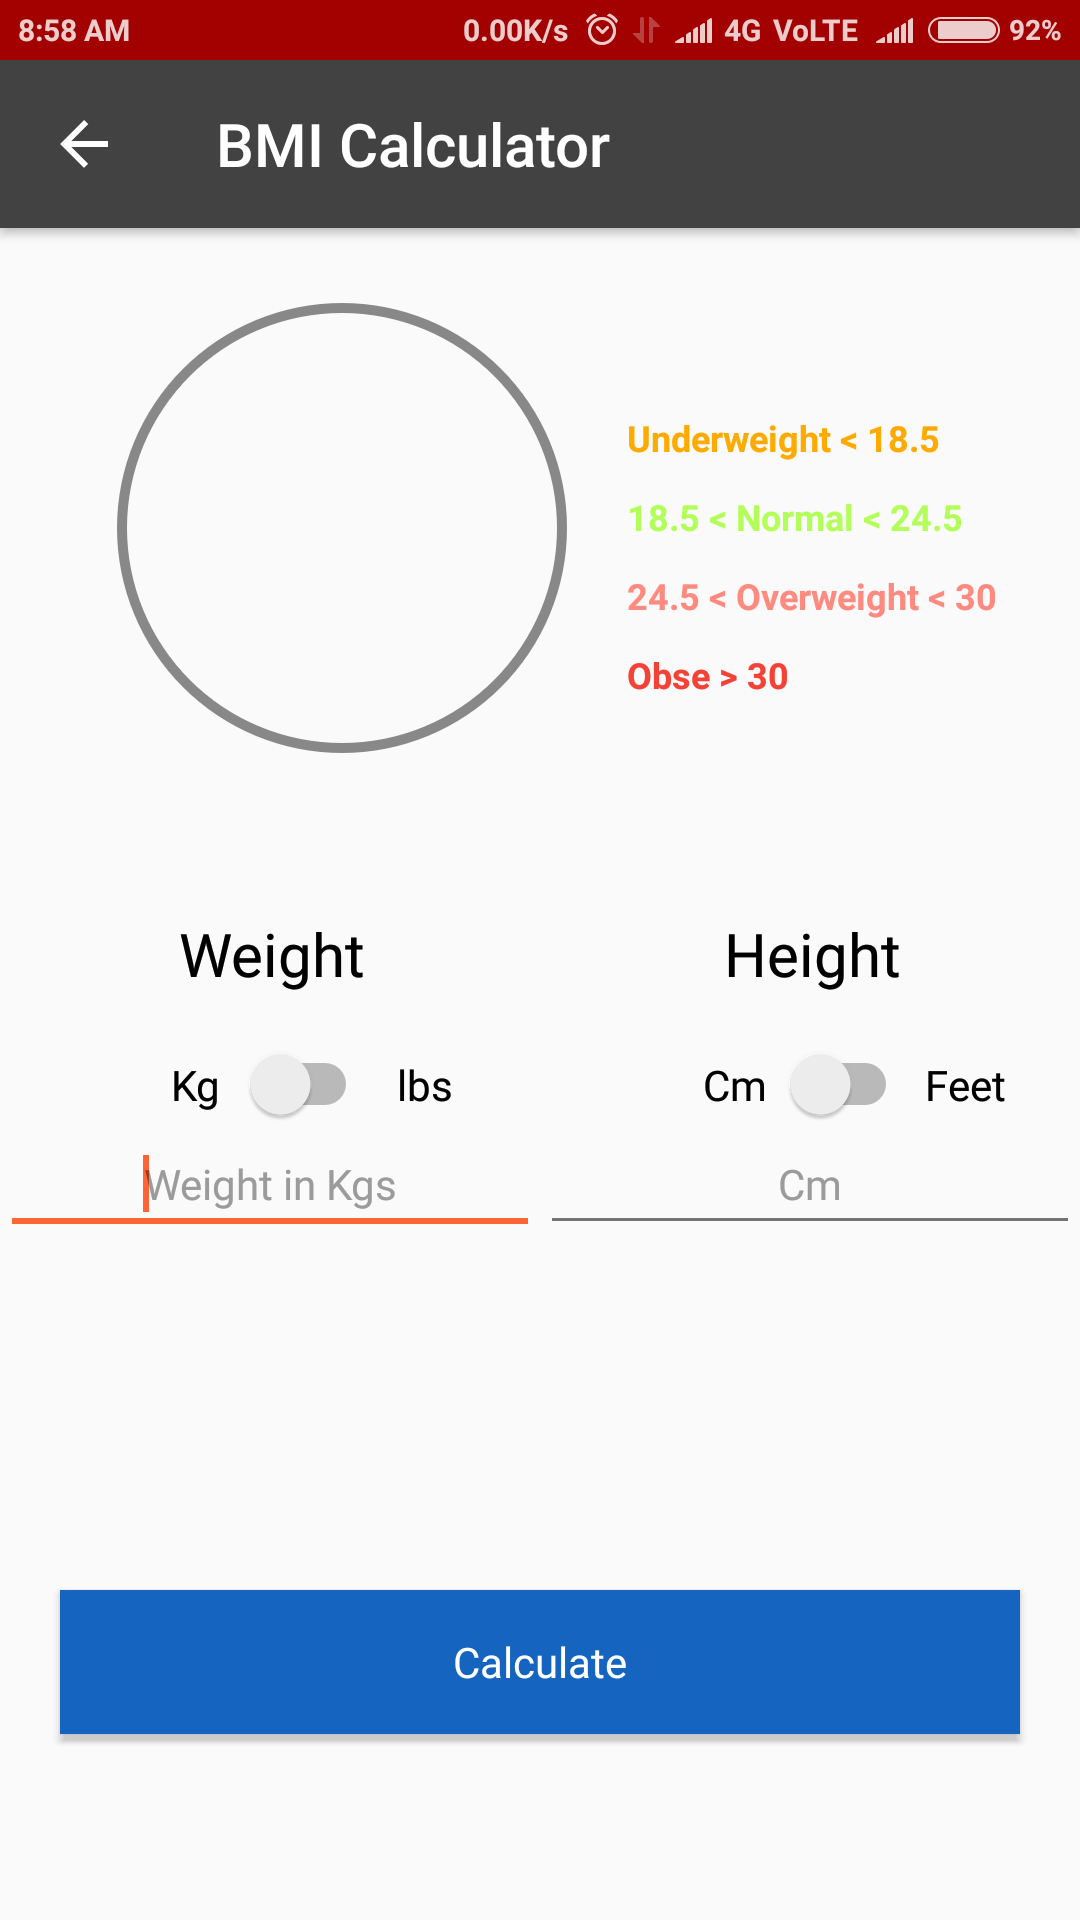 8:58 AM 0.00K/s 4G VoLTE 92%
BMI Calculator
Underweight < 18.5
18.5 < Normal < 24.5
24.5 < Overweight < 30
Obse > 30
Weight Height
Kg lbs Cm Feet
Weight in Kgs Cm
Calculate